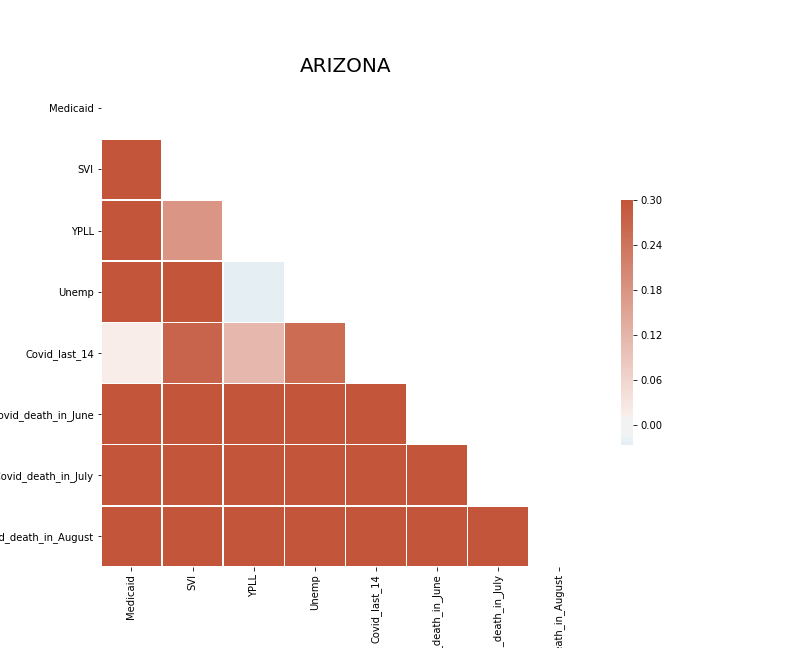 ARIZONA
Medicaid
SVI
YPLL
Unemp
Covid_last_14
ovid_death_in_June
Covid_death_in_July
d_death_in_August
0.30
0.24
0.18
0.12
0.06
0.00
Medicaid
SVI
YPLL
Unemp
Covid_last_14
_death_in_June
_death_in_July
eath_in_August